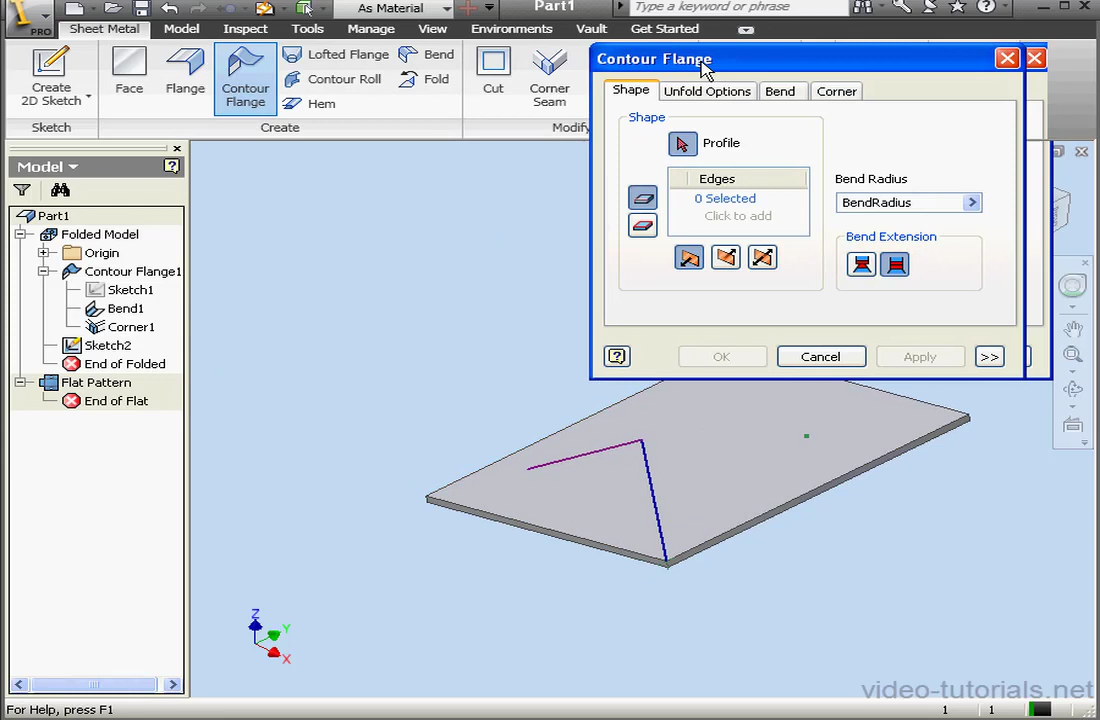 As Material
Part1
Type a keyword or phrase
PRO
Sheet Metal
Model
Inspect
Tools
Manage
View
Environments
Vault
Get Started
Create
2D Sketch
Face
Flange
Contour
Flange
Lofted Flange
Contour Roll
Hem
Bend
Fold
Cut
Corner
Seam
Sketch
Create
Modify
Model
Part1
Folded Model
Origin
Contour Flange1
Sketch1
Bend1
Corner1
Sketch2
End of Folded
Flat Pattern
End of Flat
Contour Flange
Shape
Unfold Options
Bend
Corner
Shape
Profile
Edges
0 Selected
Click to add
Bend Radius
BendRadius
Bend Extension
OK
Cancel
Apply
>>
Z
Y
X
video-tutorials.net
For Help, press F1
1
1